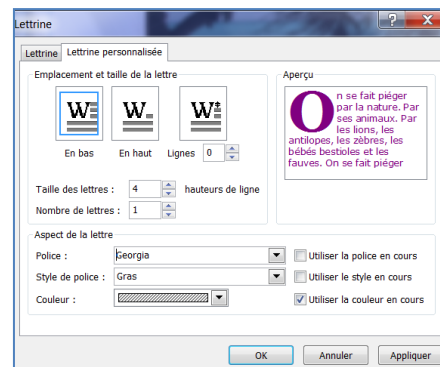 Lettrine
Lettrine Lettrine personnalisée
Emplacement et taille de la lettre
W W W
En bas En haut Lignes 0
Taille des lettres : 4 hauteurs de ligne
Nombre de lettres : 1
Aperçu
On se fait piéger
par la nature. Par
ses animaux. Par
les lions, les
antilopes, les zèbres, les
bébés bestioles et les
fauves. On se fait piéger
Aspect de la lettre
Police : Georgia Utiliser la police en cours
Style de police : Gras Utiliser le style en cours
Couleur : Utiliser la couleur en cours
OK Annuler Appliquer